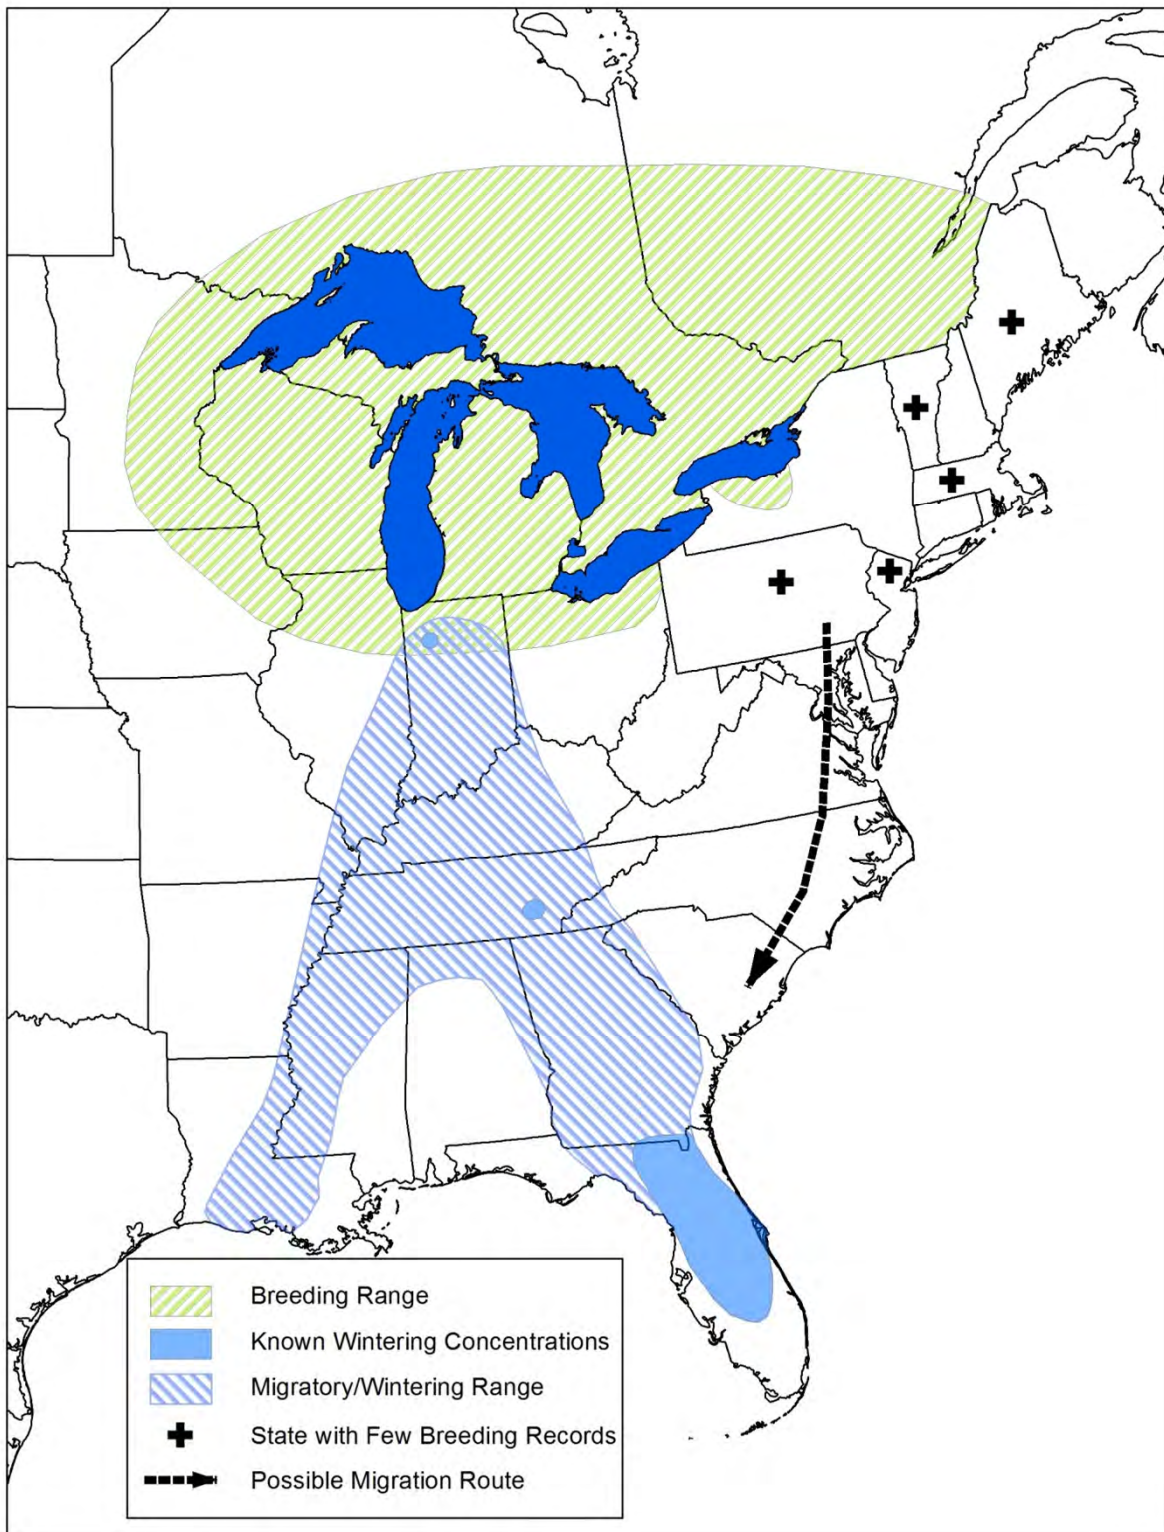 Breeding Range
Known Wintering Concentrations
Migratory/Wintering Range
State with Few Breeding Records
Possible Migration Route